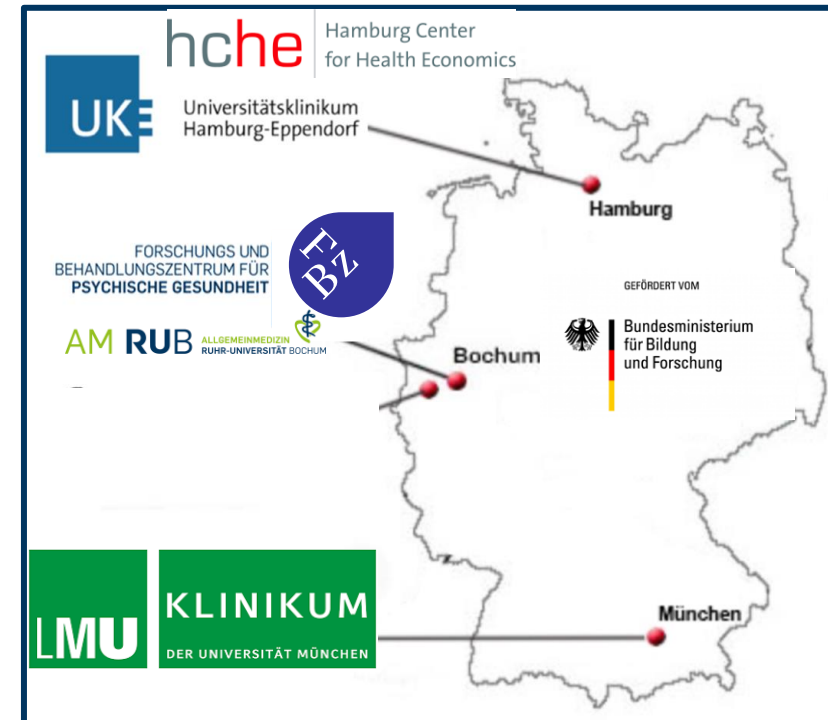 hche Hamburg Center
for Health Economics
UKE Universitätsklinikum
Hamburg-Eppendorf
Hamburg
FORSCHUNGS UND
BEHANDLUNGSZENTRUM FÜR
PSYCHISCHE GESUNDHEIT
FBZ
AM RUB ALLGEMEINMEDIZIN
RUHR-UNIVERSITÄT BOCHUM
Bochum
GEFÖRDERT VOM
Bundesministerium
für Bildung
und Forschung
LMU KLINIKUM
DER UNIVERSITÄT MÜNCHEN
München